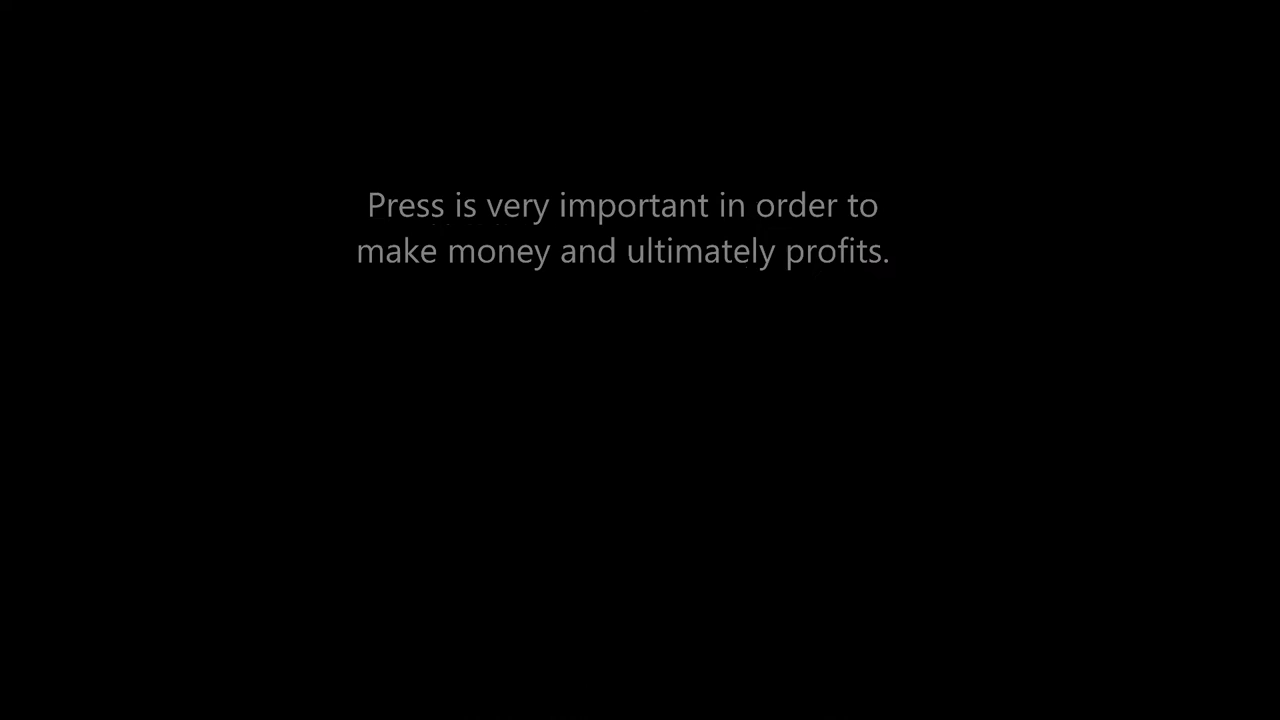 Press is very important in order to
make money and ultimately profits.